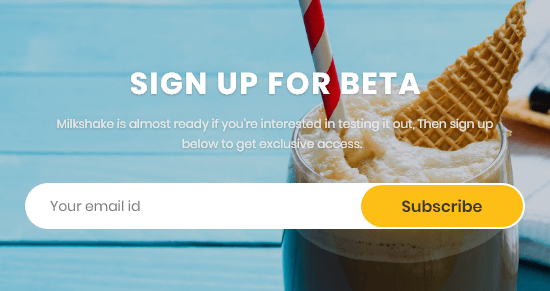 SIGN UP FOR BETA
Milkshake is almost ready if you're interested in testing it out, Then sign up
below to get exclusive access.
Your email id
Subscribe